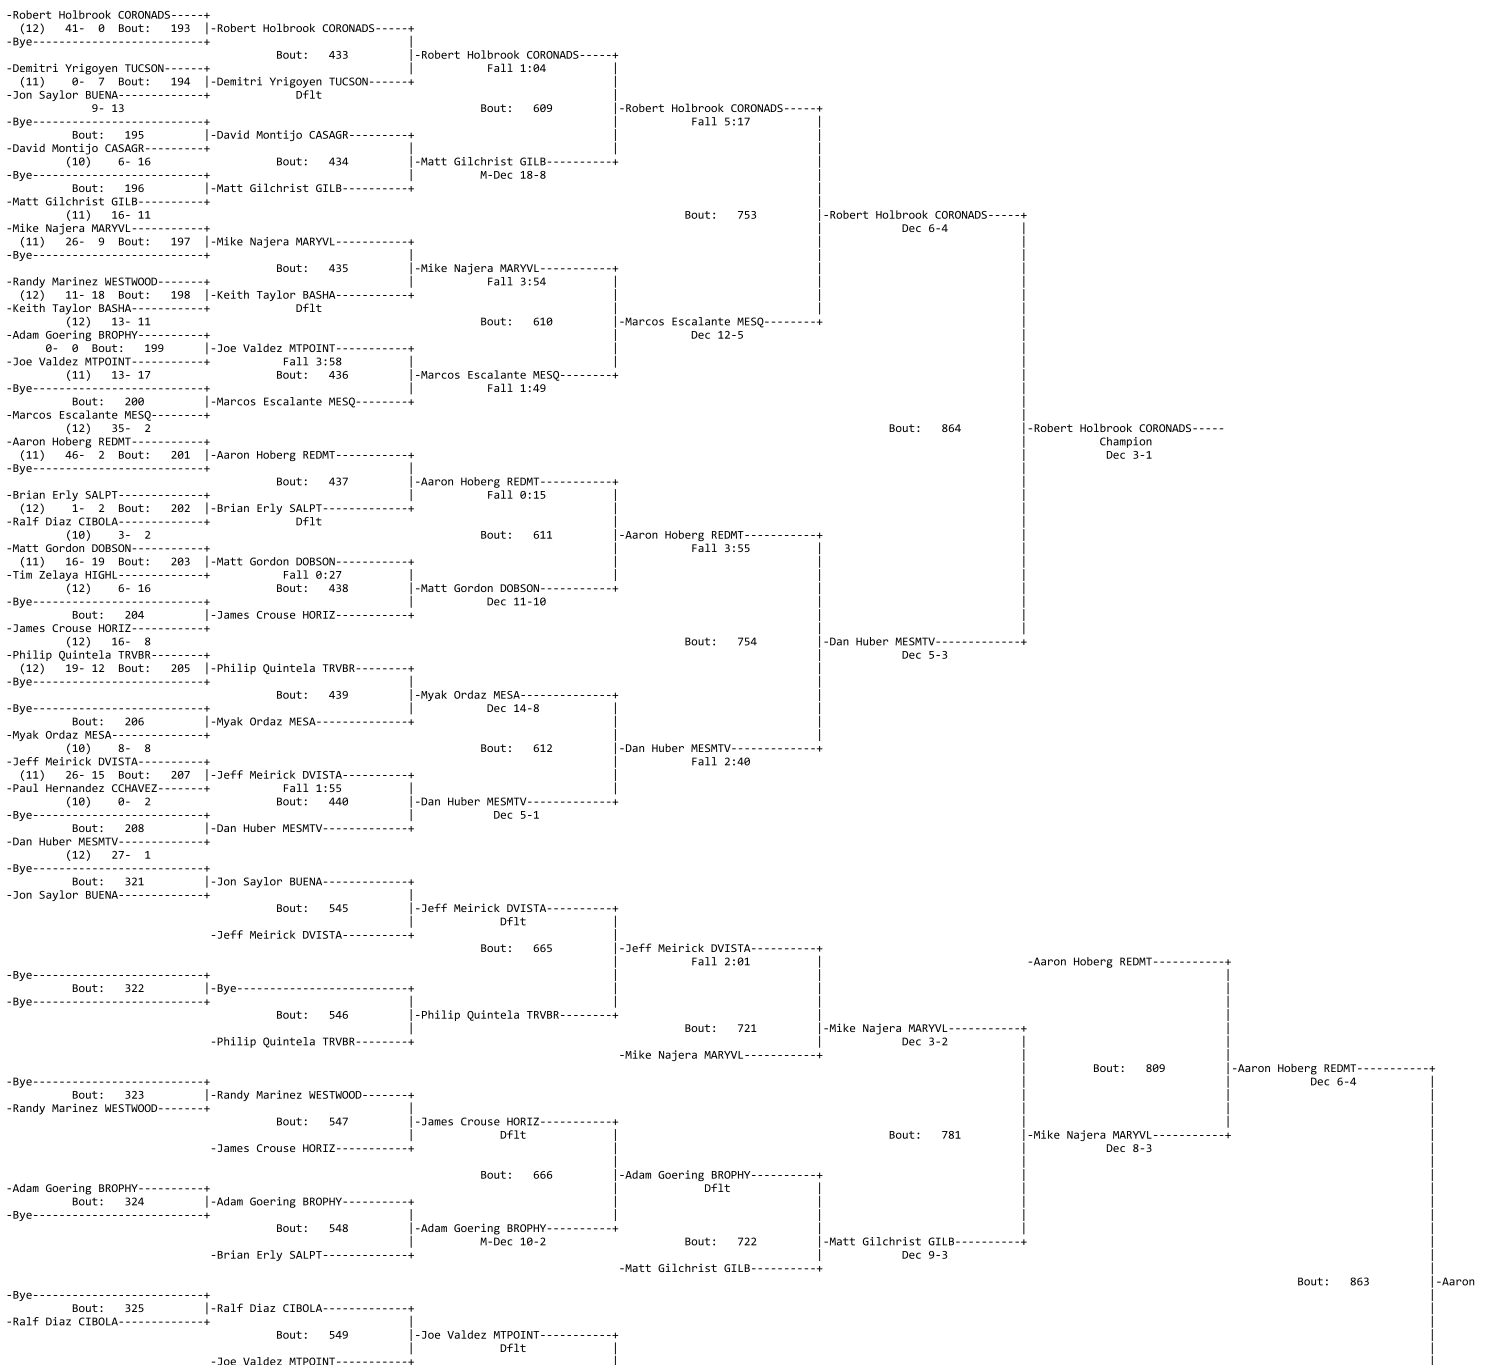 -Robert Holbrook CORONADS-----+
(12) 41- 0 Bout: 193 |-Robert Holbrook CORONADS-----+
-Bye---------------------------+ |
Bout: 433 |-Robert Holbrook CORONADS-----+
-Demitri Yrigoyen TUCSON------+ | Fall 1:04 |
(11) 0- 7 Bout: 194 |-Demitri Yrigoyen TUCSON------+ |
-Jon Saylor BUENA-------------+ Dflt |
9- 13 Bout: 609 |-Robert Holbrook CORONADS-----+
-Bye---------------------------+ | Fall 5:17 |
Bout: 195 |-David Montijo CASAGR---------+ | |
-David Montijo CASAGR---------+ | | |
(10) 6- 16 Bout: 434 |-Matt Gilchrist GILB----------+ |
-Bye---------------------------+ | M-Dec 18-8 |
Bout: 196 |-Matt Gilchrist GILB----------+ |
-Matt Gilchrist GILB----------+ |
(11) 16- 11 Bout: 753 |-Robert Holbrook CORONADS-----+
-Mike Najera MARYVL-----------+ | Dec 6-4 |
(11) 26- 9 Bout: 197 |-Mike Najera MARYVL-----------+ | |
-Bye---------------------------+ | | |
Bout: 435 |-Mike Najera MARYVL-----------+ | |
-Randy Marinez WESTWOOD-------+ | Fall 3:54 | | |
(12) 11- 18 Bout: 198 |-Keith Taylor BASHA-----------+ | | |
-Keith Taylor BASHA-----------+ Dflt | | |
(12) 13- 11 Bout: 610 |-Marcos Escalante MESQ--------+ |
-Adam Goering BROPHY----------+ | Dec 12-5 |
0- 0 Bout: 199 |-Joe Valdez MTPOINT-----------+ | |
-Joe Valdez MTPOINT-----------+ Fall 3:58 | | |
(11) 13- 17 Bout: 436 |-Marcos Escalante MESQ--------+ |
-Bye---------------------------+ | Fall 1:49 |
Bout: 200 |-Marcos Escalante MESQ--------+ |
-Marcos Escalante MESQ--------+ |
(12) 35- 2 Bout: 864 |-Robert Holbrook CORONADS-----
-Aaron Hoberg REDMT-----------+ | Champion
(11) 46- 2 Bout: 201 |-Aaron Hoberg REDMT-----------+ | Dec 3-1
-Bye---------------------------+ | |
Bout: 437 |-Aaron Hoberg REDMT-----------+ |
-Brian Erly SALPT-------------+ | Fall 0:15 | |
(12) 1- 2 Bout: 202 |-Brian Erly SALPT-------------+ | |
-Ralf Diaz CIBOLA-------------+ Dflt | |
(10) 3- 2 Bout: 611 |-Aaron Hoberg REDMT-----------+ |
-Matt Gordon DOBSON-----------+ | Fall 3:55 | |
(11) 16- 19 Bout: 203 |-Matt Gordon DOBSON-----------+ | | |
-Tim Zelaya HIGHL-------------+ Fall 0:27 | | | |
(12) 6- 16 Bout: 438 |-Matt Gordon DOBSON-----------+ | |
-Bye---------------------------+ | Dec 11-10 | |
Bout: 204 |-James Crouse HORIZ-----------+ | |
-James Crouse HORIZ-----------+ | |
(12) 16- 8 Bout: 754 |-Dan Huber MESMTV-------------+
-Philip Quintela TRVBR--------+ | Dec 5-3
(12) 19- 12 Bout: 205 |-Philip Quintela TRVBR--------+ |
-Bye---------------------------+ | |
Bout: 439 |-Myak Ordaz MESA--------------+ |
-Bye---------------------------+ | Dec 14-8 | |
Bout: 206 |-Myak Ordaz MESA--------------+ | |
-Myak Ordaz MESA--------------+ | |
(10) 8- 8 Bout: 612 |-Dan Huber MESMTV-------------+
-Jeff Meirick DVISTA----------+ | Fall 2:40
(11) 26- 15 Bout: 207 |-Jeff Meirick DVISTA----------+ |
-Paul Hernandez CCHAVEZ-------+ Fall 1:55 | |
(10) 0- 2 Bout: 440 |-Dan Huber MESMTV-------------+
-Bye---------------------------+ | Dec 5-1
Bout: 208 |-Dan Huber MESMTV-------------+
-Dan Huber MESMTV-------------+
(12) 27- 1
-Bye---------------------------+
Bout: 321 |-Jon Saylor BUENA-------------+
-Jon Saylor BUENA-------------+ |
Bout: 545 |-Jeff Meirick DVISTA----------+
| Dflt |
-Jeff Meirick DVISTA----------+ |
Bout: 665 |-Jeff Meirick DVISTA----------+
| Fall 2:01 | -Aaron Hoberg REDMT-----------+
-Bye---------------------------+ | | |
Bout: 322 |-Bye--------------------------+ | | |
-Bye---------------------------+ | | | |
Bout: 546 |-Philip Quintela TRVBR--------+ | |
| Bout: 721 |-Mike Najera MARYVL-----------+ |
-Philip Quintela TRVBR--------+ | Dec 3-2 | |
-Mike Najera MARYVL-----------+ | |
Bout: 809 |-Aaron Hoberg REDMT-----------+
-Bye---------------------------+ | | Dec 6-4 |
Bout: 323 |-Randy Marinez WESTWOOD-------+ | | |
-Randy Marinez WESTWOOD-------+ | | | |
Bout: 547 |-James Crouse HORIZ-----------+ | | |
| Dflt | Bout: 781 |-Mike Najera MARYVL-----------+ |
-James Crouse HORIZ-----------+ | | Dec 8-3 |
Bout: 666 |-Adam Goering BROPHY----------+ | |
-Adam Goering BROPHY----------+ | Dflt | | |
Bout: 324 |-Adam Goering BROPHY----------+ | | | |
-Bye---------------------------+ | | | | |
Bout: 548 |-Adam Goering BROPHY----------+ | | |
| M-Dec 10-2 Bout: 722 |-Matt Gilchrist GILB----------+ |
-Brian Erly SALPT-------------+ | Dec 9-3 |
-Matt Gilchrist GILB----------+ |
Bout: 863 |-Aaron
-Bye---------------------------+ |
Bout: 325 |-Ralf Diaz CIBOLA-------------+ |
-Ralf Diaz CIBOLA-------------+ | |
Bout: 549 |-Joe Valdez MTPOINT-----------+ |
| Dflt | |
-Joe Valdez MTPOINT-----------+ | |